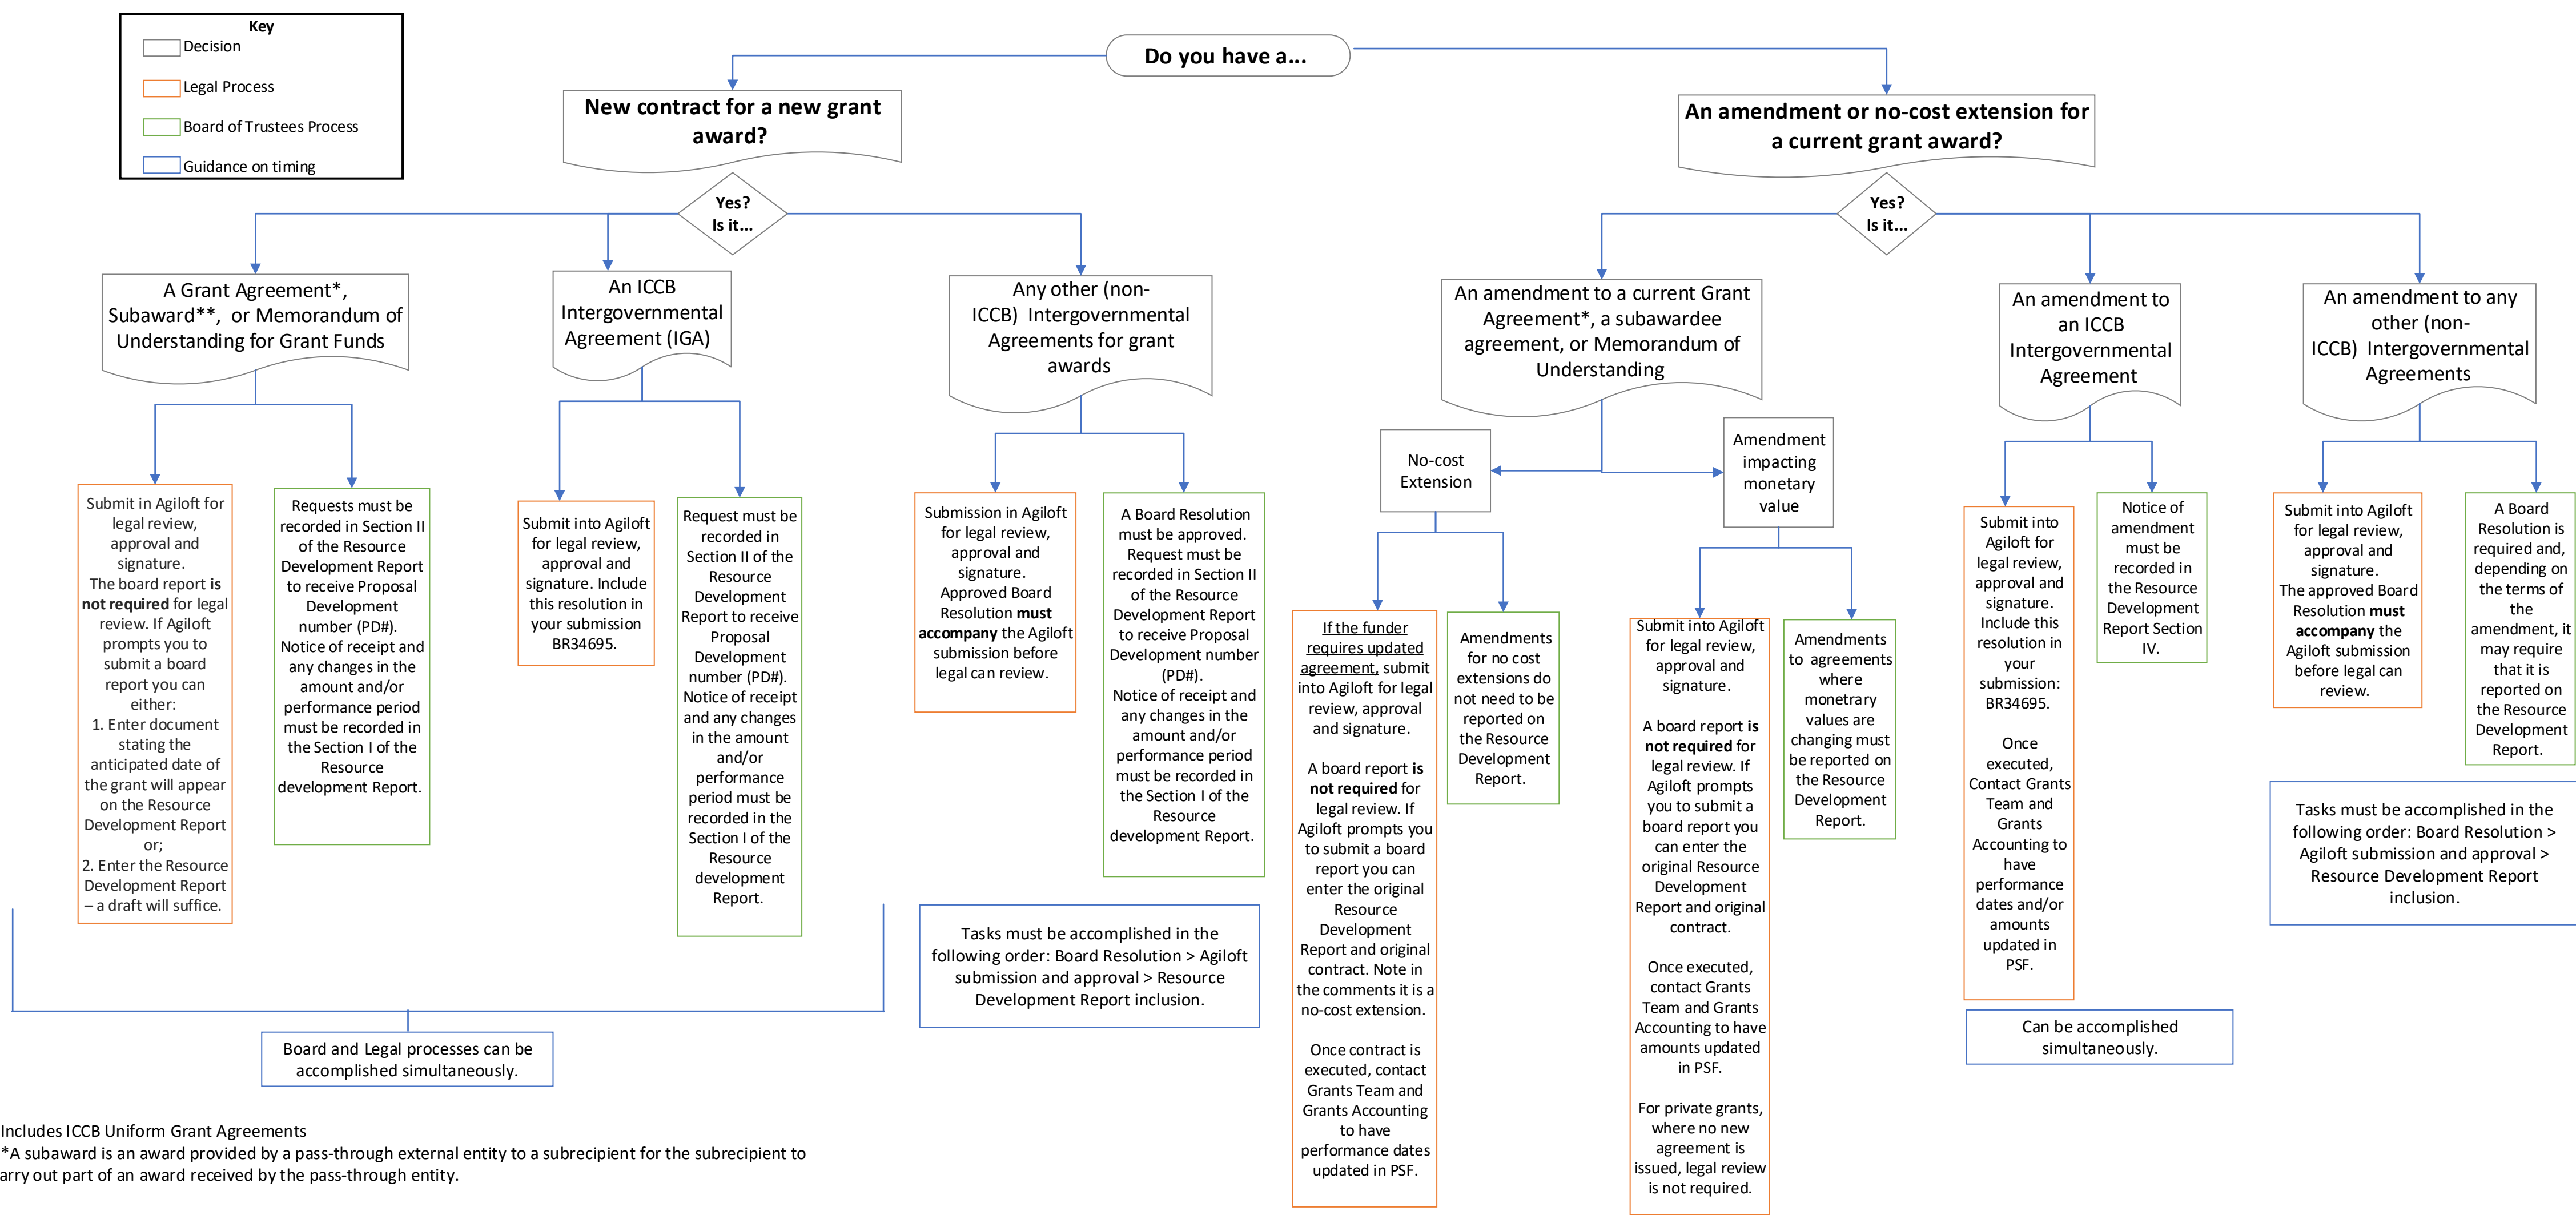 Key
Decision
Legal Process
Board of Trustees Process
Guidance on timing
Do you have a...
New contract for a new grant
award?
Yes?
Is it...
A Grant Agreement*,
Subaward**, or Memorandum of
Understanding for Grant Funds
Submit in Agiloft for
legal review,
approval and
signature.
The board report is
not required for legal
review. If Agiloft
prompts you to
submit a board
report you can
either:
1. Enter document
stating the
anticipated date of
the grant will appear
on the Resource
Development Report
or;
2. Enter the Resource
Development Report
– a draft will suffice.
Requests must be
recorded in Section II
of the Resource
Development Report
to receive Proposal
Development
number (PD#).
Notice of receipt and
any changes in the
amount and/or
performance period
must be recorded in
the Section I of the
Resource
development Report.
An ICCB
Intergovernmental
Agreement (IGA)
Submit into Agiloft
for legal review,
approval and
signature. Include
this resolution in
your submission
BR34695.
Request must be
recorded in
Section II of the
Resource
Development
Report to receive
Proposal
Development
number (PD#).
Notice of receipt
and any changes
in the amount
and/or
performance
period must be
recorded in the
Section I of the
Resource
development
Report.
Board and Legal processes can be
accomplished simultaneously.
Any other (non-
ICCB) Intergovernmental
Agreements for grant
awards
Submission in Agiloft
for legal review,
approval and
signature.
Approved Board
Resolution must
accompany the Agiloft
submission before
legal can review.
A Board Resolution
must be approved.
Request must be
recorded in Section II
of the Resource
Development Report
to receive Proposal
Development number
(PD#).
Notice of receipt and
any changes in the
amount and/or
performance period
must be recorded in
the Section I of the
Resource
development Report.
Tasks must be accomplished in the
following order: Board Resolution > Agiloft
submission and approval > Resource
Development Report inclusion.
An amendment or no-cost extension for
a current grant award?
Yes?
Is it...
An amendment to a current Grant
Agreement*, a subawardee
agreement, or Memorandum of
Understanding
No-cost
Extension
If the funder
requires updated
agreement, submit
into Agiloft for legal
review, approval
and signature.
A board report is
not required for
legal review. If
Agiloft prompts you
to submit a board
report you can
enter the original
Resource
Development
Report and original
contract. Note in
the comments it is a
no-cost extension.
Once contract is
executed, contact
Grants Team and
Grants Accounting
to have
performance dates
updated in PSF.
Amendments
for no cost
extensions do
not need to be
reported on
the Resource
Development
Report.
Amendment
impacting
monetary
value
Submit into Agiloft
for legal review,
approval and
signature.
A board report is
not required for
legal review. If
Agiloft prompts
you to submit a
board report you
can enter the
original Resource
Development
Report and original
contract.
Once executed,
contact Grants
Team and Grants
Accounting to have
amounts updated
in PSF.
For private grants,
where no new
agreement is
issued, legal review
is not required.
Amendments
to agreements
where
monetary
values are
changing must
be reported on
the Resource
Development
Report.
An amendment to
an ICCB
Intergovernmental
Agreement
Submit into
Agiloft for
legal review,
approval and
signature.
Include this
resolution in
your
submission:
BR34695.
Once
executed,
Contact Grants
Team and
Grants
Accounting to
have
performance
dates and/or
amounts
updated in
PSF.
Notice of
amendment
must be
recorded in
the Resource
Development
Report Section
IV.
Can be accomplished
simultaneously.
An amendment to any
other (non-
ICCB) Intergovernmental
Agreements
Submit into Agiloft
for legal review,
approval and
signature.
The approved Board
Resolution must
accompany the
Agiloft submission
before legal can
review.
A Board
Resolution is
required and,
depending on
the terms of
the
amendment, it
may require
that it is
reported on
the Resource
Development
Report.
Tasks must be accomplished in the
following order: Board Resolution >
Agiloft submission and approval >
Resource Development Report
inclusion.
Includes ICCB Uniform Grant Agreements
*A subaward is an award provided by a pass-through external entity to a subrecipient for the subrecipient to
arry out part of an award received by the pass-through entity.